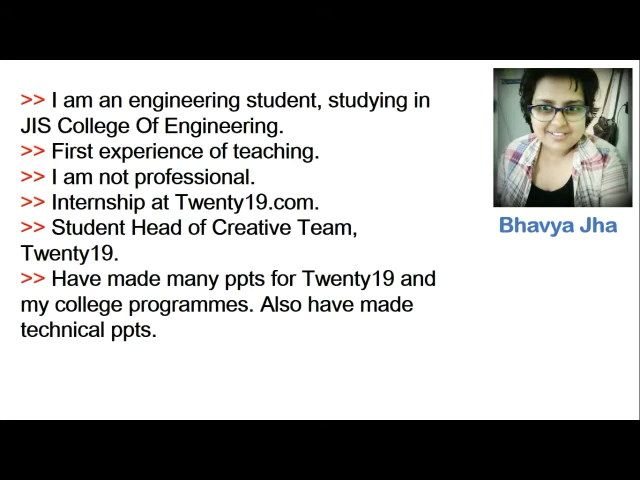 >> I am an engineering student, studying in
JIS College Of Engineering.
>> First experience of teaching.
>> I am not professional.
>> Internship at Twenty19.com.
>> Student Head of Creative Team,
Twenty19.
>> Have made many ppts for Twenty19 and
my college programmes. Also have made
technical ppts.
Bhavya Jha